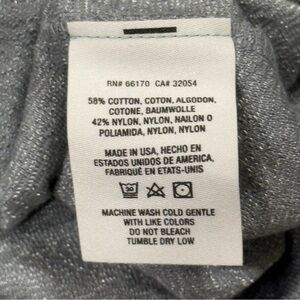 RN# 66170 CA# 32054
58% COTTON, COTON, ALGODON,
COTONE, BAUMWOLLE
42% NYLON, NYLON, NAILON O
POLIAMIDA, NYLON, NYLON
MADE IN USA, HECHO EN
ESTADOS UNIDOS DE AMERICA,
FABRIQUÉ EN ETATS-UNIS
30
MACHINE WASH COLD GENTLE
WITH LIKE COLORS
DO NOT BLEACH
TUMBLE DRY LOW